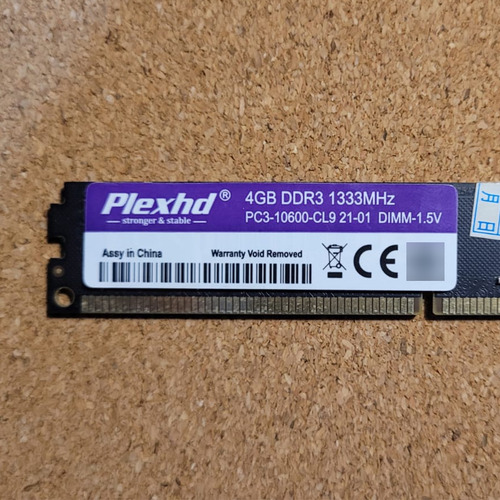 Plexhd®
stronger & stable
4GB DDR3 1333MHz
PC3-10600-CL9 21-01 DIMM-1.5V
Assy in China
Warranty Void Removed
CE